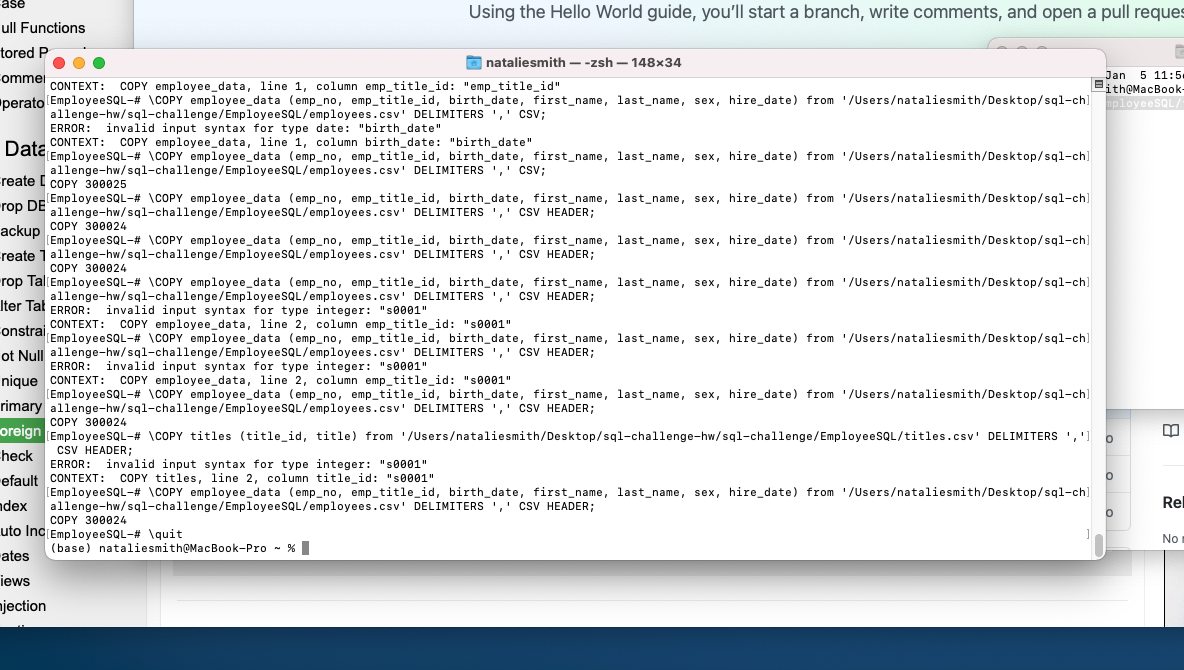 Using the Hello World guide, you'll start a branch, write comments, and open a pull
ull Functions
nataliesmith — -zsh — 148×34
CONTEXT:  COPY employee_data, line 1, column emp_title_id: "emp_title_id"
[EmployeeSQL-# \COPY employee_data (emp_no, emp_title_id, birth_date, first_name, last_name, sex, hire_date) from '/Users/nataliesmith/Desktop/sql-ch]
allenge-hw/sql-challenge/EmployeeSQL/employees.csv' DELIMITERS ',' CSV;
ERROR:  invalid input syntax for type date: "birth_date"
CONTEXT:  COPY employee_data, line 1, column birth_date: "birth_date"
[EmployeeSQL-# \COPY employee_data (emp_no, emp_title_id, birth_date, first_name, last_name, sex, hire_date) from '/Users/nataliesmith/Desktop/sql-ch]
allenge-hw/sql-challenge/EmployeeSQL/employees.csv' DELIMITERS ',' CSV;
COPY 300025
[EmployeeSQL-# \COPY employee_data (emp_no, emp_title_id, birth_date, first_name, last_name, sex, hire_date) from '/Users/nataliesmith/Desktop/sql-ch]
allenge-hw/sql-challenge/EmployeeSQL/employees.csv' DELIMITERS ',' CSV HEADER;
COPY 300024
[EmployeeSQL-# \COPY employee_data (emp_no, emp_title_id, birth_date, first_name, last_name, sex, hire_date) from '/Users/nataliesmith/Desktop/sql-ch]
allenge-hw/sql-challenge/EmployeeSQL/employees.csv' DELIMITERS ',' CSV HEADER;
COPY 300024
[EmployeeSQL-# \COPY employee_data (emp_no, emp_title_id, birth_date, first_name, last_name, sex, hire_date) from '/Users/nataliesmith/Desktop/sql-ch]
allenge-hw/sql-challenge/EmployeeSQL/employees.csv' DELIMITERS ',' CSV HEADER;
ERROR:  invalid input syntax for type integer: "s0001"
CONTEXT:  COPY employee_data, line 2, column emp_title_id: "s0001"
[EmployeeSQL-# \COPY employee_data (emp_no, emp_title_id, birth_date, first_name, last_name, sex, hire_date) from '/Users/nataliesmith/Desktop/sql-ch]
allenge-hw/sql-challenge/EmployeeSQL/employees.csv' DELIMITERS ',' CSV HEADER;
ERROR:  invalid input syntax for type integer: "s0001"
CONTEXT:  COPY employee_data, line 2, column emp_title_id: "s0001"
[EmployeeSQL-# \COPY employee_data (emp_no, emp_title_id, birth_date, first_name, last_name, sex, hire_date) from '/Users/nataliesmith/Desktop/sql-ch]
allenge-hw/sql-challenge/EmployeeSQL/employees.csv' DELIMITERS ',' CSV HEADER;
COPY 300024
[EmployeeSQL-# \COPY titles (title_id, title) from '/Users/nataliesmith/Desktop/sql-challenge-hw/sql-challenge/EmployeeSQL/titles.csv' DELIMITERS ',']
 CSV HEADER;
ERROR:  invalid input syntax for type integer: "s0001"
CONTEXT:  COPY titles, line 2, column title_id: "s0001"
[EmployeeSQL-# \COPY employee_data (emp_no, emp_title_id, birth_date, first_name, last_name, sex, hire_date) from '/Users/nataliesmith/Desktop/sql-ch]
allenge-hw/sql-challenge/EmployeeSQL/employees.csv' DELIMITERS ',' CSV HEADER;
COPY 300024
[EmployeeSQL-# \quit ]
(base) nataliesmith@MacBook-Pro ~ %
Data
reate
rop
ackup
reate
rop
lter
onstrai
ot Null
nique
rimary
oreign
heck
efault
ndex
uto Inc
ates
iews
njection
Jan  5 11:5
ith@MacBook-
mployeeSQL/
Rel
No